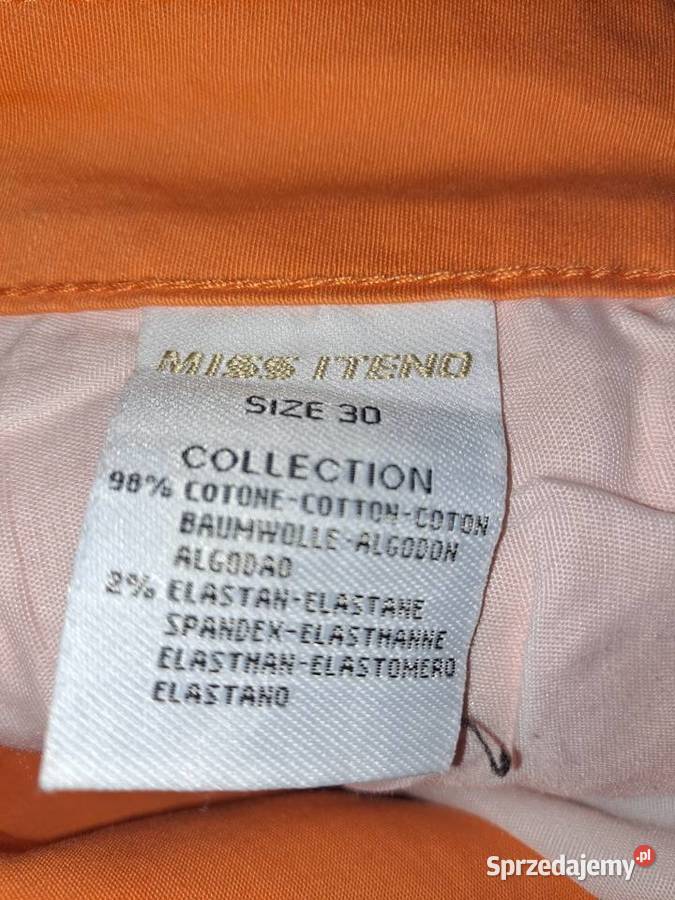 MISS ITENO
SIZE 30
COLLECTION
98% COTONE-COTTON-COTON
BAUMWOLLE-ALGODON
ALGODAO
2% ELASTAN-ELASTANE
SPANDEX-ELASTHANNE
ELASTHAN-ELASTOMERO
ELASTANO
Sprzedajemy.pl